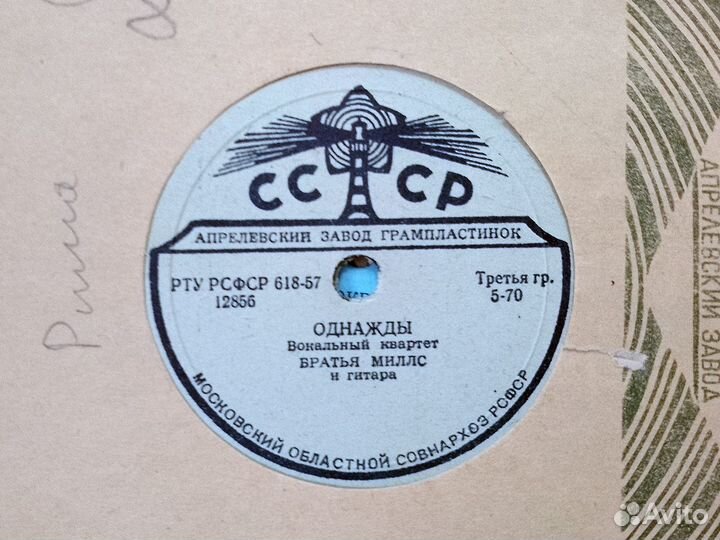 СССР
АПРЕЛЕВСКИЙ ЗАВОД ГРАМПЛАСТИНОК
РТУ РСФСР 618-57
12856
Третья гр.
5-70
ОДНАЖДЫ
Вокальный квартет
БРАТЬЯ МИЛЛС
и гитара
МОСКОВСКИЙ ОБЛАСТНОЙ СОВНАРХОЗ РСФСР
АПРЕЛЕВСКИЙ ЗАВОД
Avito